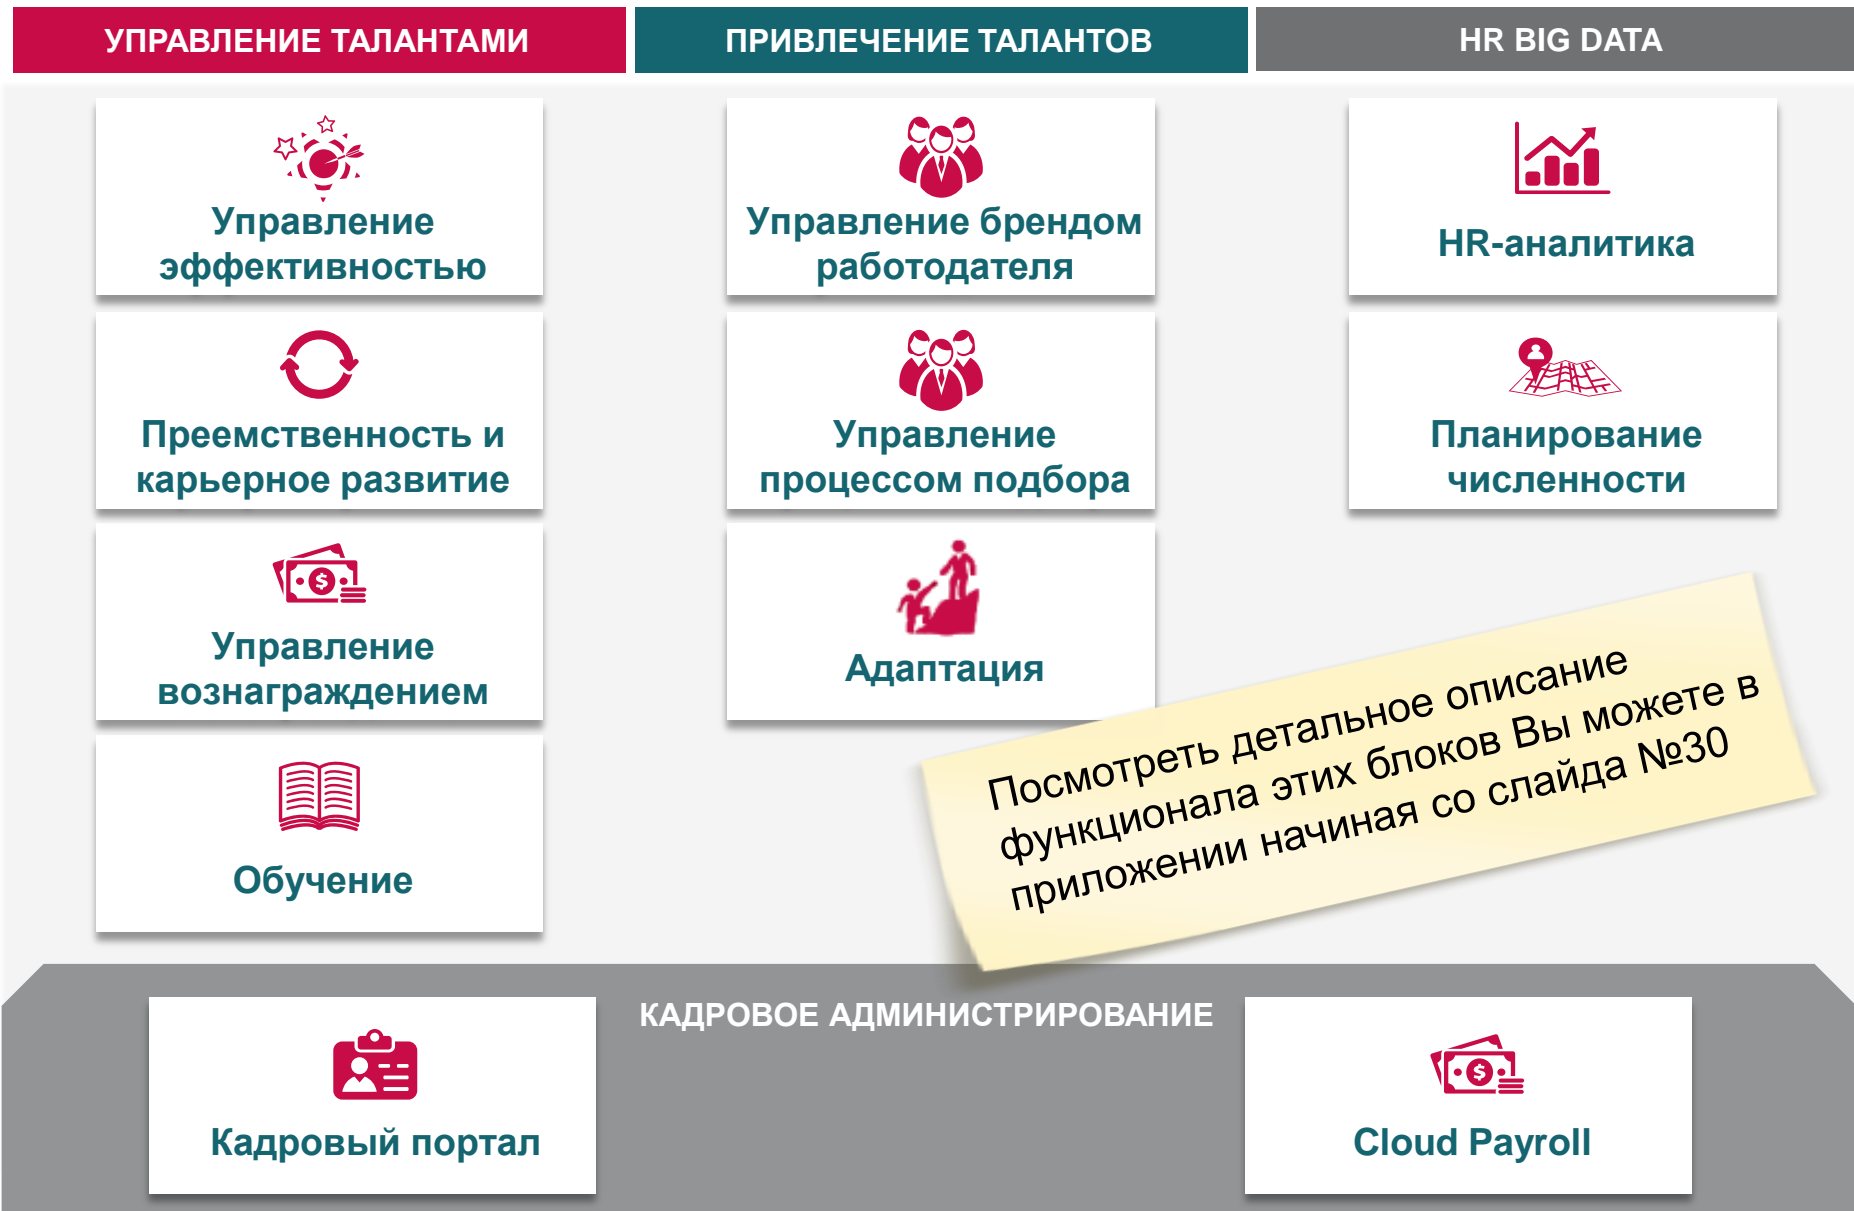 УПРАВЛЕНИЕ ТАЛАНТАМИ
ПРИВЛЕЧЕНИЕ ТАЛАНТОВ
HR BIG DATA
Управление
эффективностью
Управление брендом
работодателя
HR-аналитика
Преемственность и
карьерное развитие
Управление
процессом подбора
Планирование
численности
Управление
вознаграждением
Адаптация
Обучение
Посмотреть детальное описание
функционала этих блоков Вы можете в
приложении начиная со слайда №30
КАДРОВОЕ АДМИНИСТРИРОВАНИЕ
Кадровый портал
Cloud Payroll